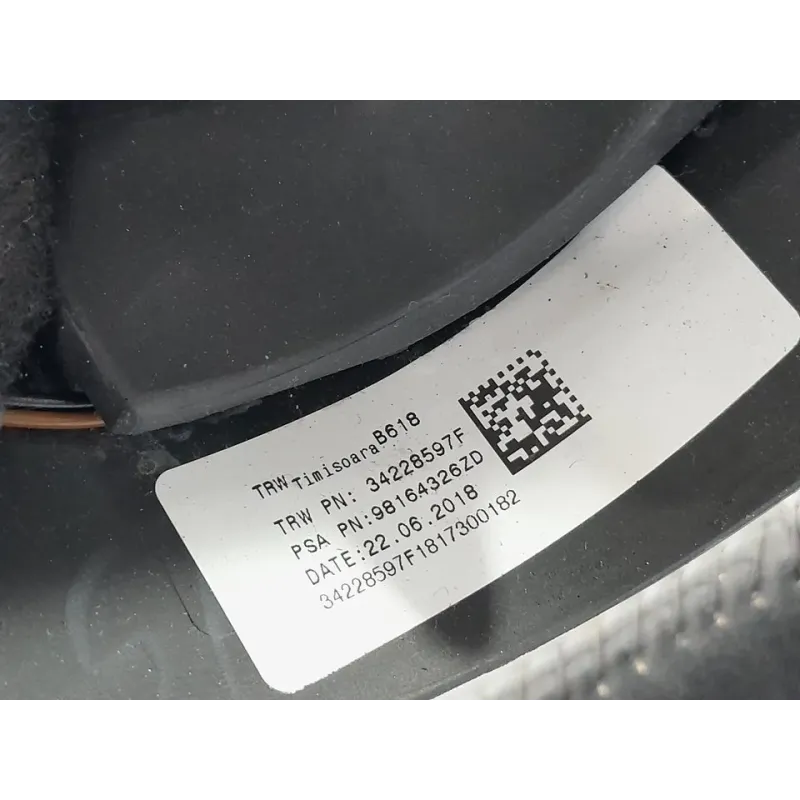 TRW Timisoara B618
TRW PN: 34228597F
PSA PN:98164326ZD
DATE:22.06.2018
34228597F1817300182